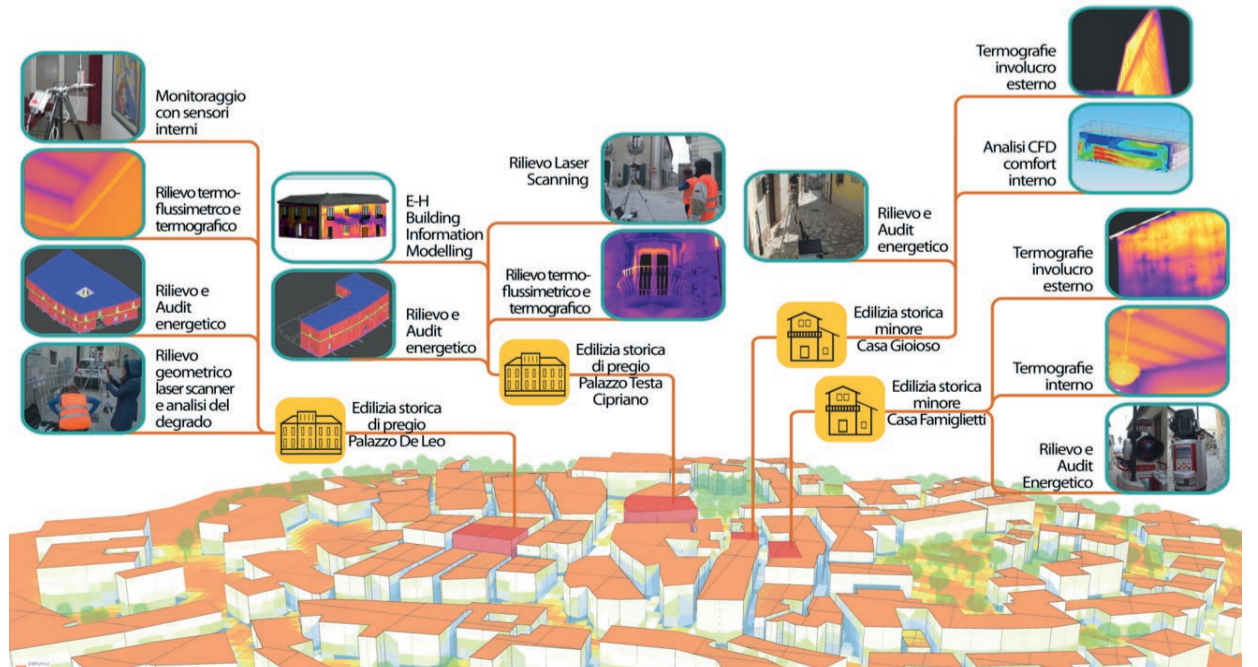 Monitoraggio
con sensori
interni
Rilievo termo-
flussimetrco e
termografico
Rilievo e
Audit
energetico
Rilievo
geometrico
laser scanner
e analisi del
degrado
Edilizia storica
di pregio
Palazzo De Leo
E-H
Building
Information
Modelling
Rilievo e
Audit
energetico
Rilievo Laser
Scanning
Rilievo termo-
flussimetrico e
termografico
Edilizia storica
di pregio
Palazzo Testa
Cipriano
Termografie
involucro
esterno
Analisi CFD
comfort
interno
Rilievo e
Audit
energetico
Edilizia storica
minore
Casa Gioioso
Termografie
involucro
esterno
Termografie
interno
Rilievo e
Audit
Energetico
Edilizia storica
minore
Casa Famiglietti